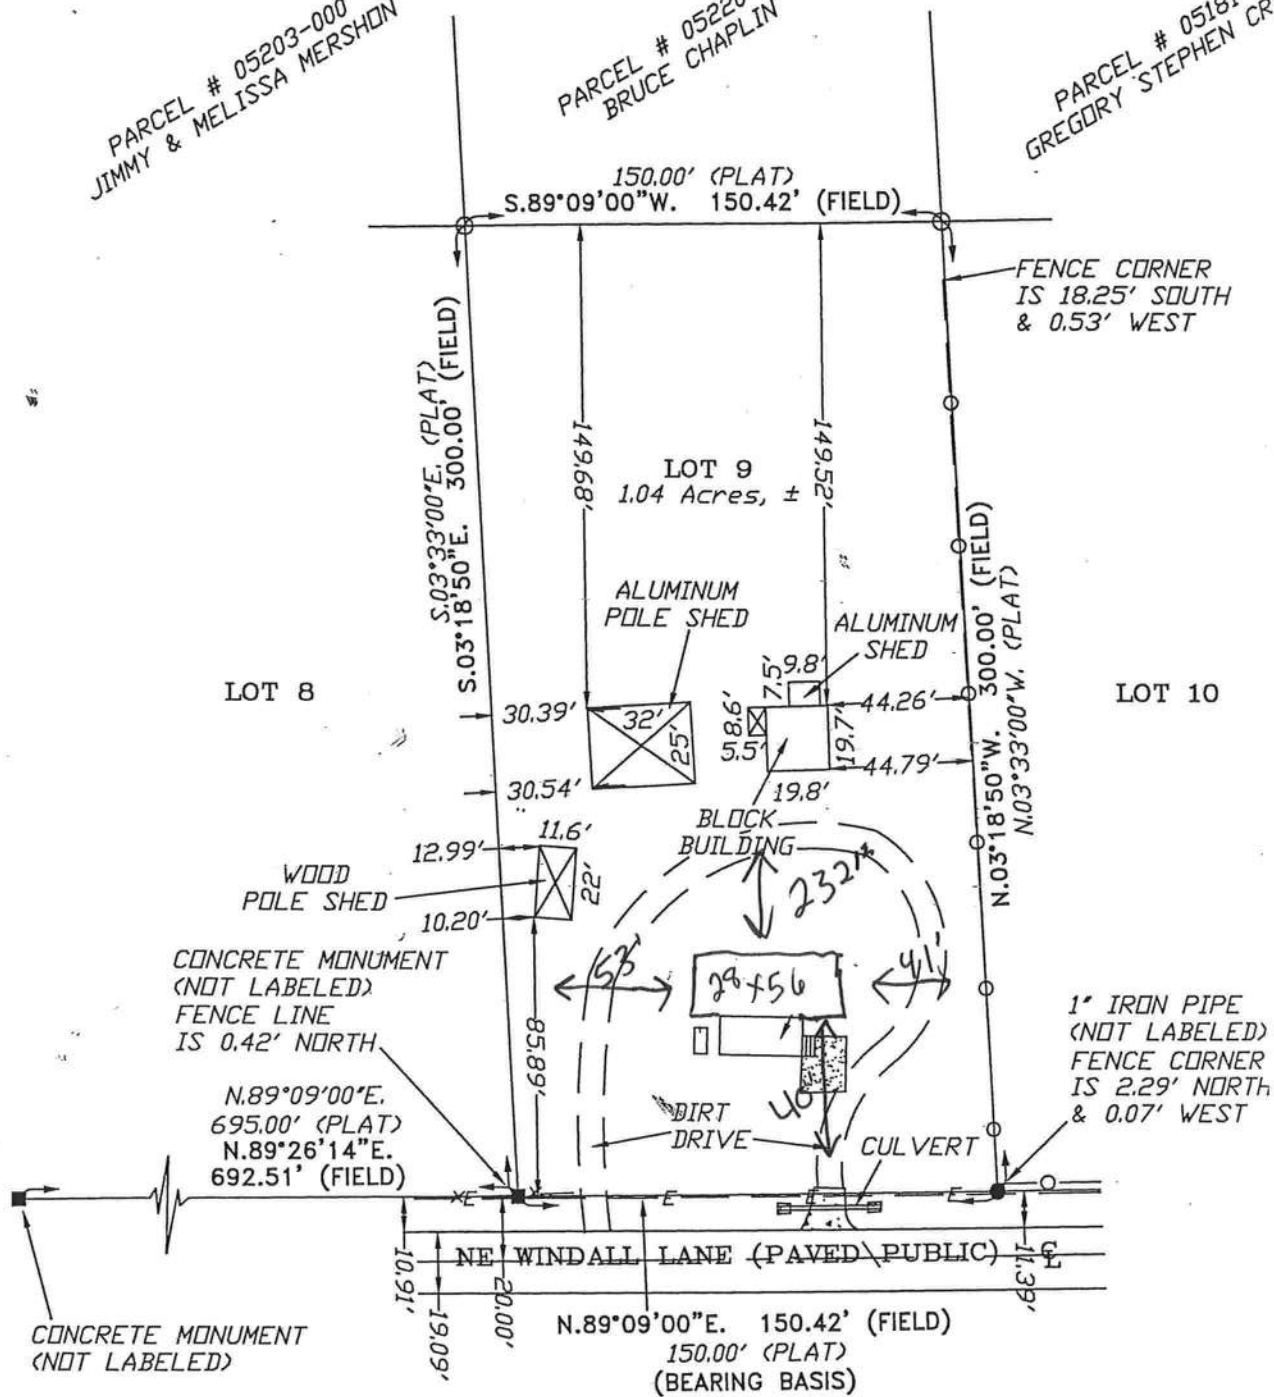 PARCEL # 05203-000
JIMMY & MELISSA MERSHON
PARCEL # 0522
BRUCE CHAPLIN
PARCEL # 0518
GREGORY STEPHEN CR
150.00' (PLAT)
S.89°09'00"W. 150.42' (FIELD)
FENCE CORNER
IS 18.25' SOUTH
& 0.53' WEST
S.03°33'00"E. (PLAT)
S.03°18'50"E. 300.00' (FIELD)
149.68'
149.52'
LOT 9
1.04 Acres, ±
N.03°18'50"W. 300.00' (FIELD)
N.03°33'00"W. (PLAT)
ALUMINUM
POLE SHED
ALUMINUM
SHED
LOT 8
LOT 10
7.5'
9.8'
30.39'
32'
25'
8.6'
5.5'
19.7'
44.26'
44.79'
30.54'
19.8'
BLOCK
BUILDING
11.6'
12.99'
WOOD
POLE SHED
22'
10.20'
232'
53'
28x56
41'
CONCRETE MONUMENT
(NOT LABELED)
FENCE LINE
IS 0.42' NORTH
85.89'
1" IRON PIPE
(NOT LABELED)
FENCE CORNER
IS 2.29' NORTH
& 0.07' WEST
N.89°09'00"E.
695.00' (PLAT)
N.89°26'14"E.
692.51' (FIELD)
DIRT
DRIVE
40'
CULVERT
E
E
E
E
NE WINDALL LANE (PAVED\PUBLIC) CL
10.91'
19.09'
20.00'
11.39'
CONCRETE MONUMENT
(NOT LABELED)
N.89°09'00"E. 150.42' (FIELD)
150.00' (PLAT)
(BEARING BASIS)